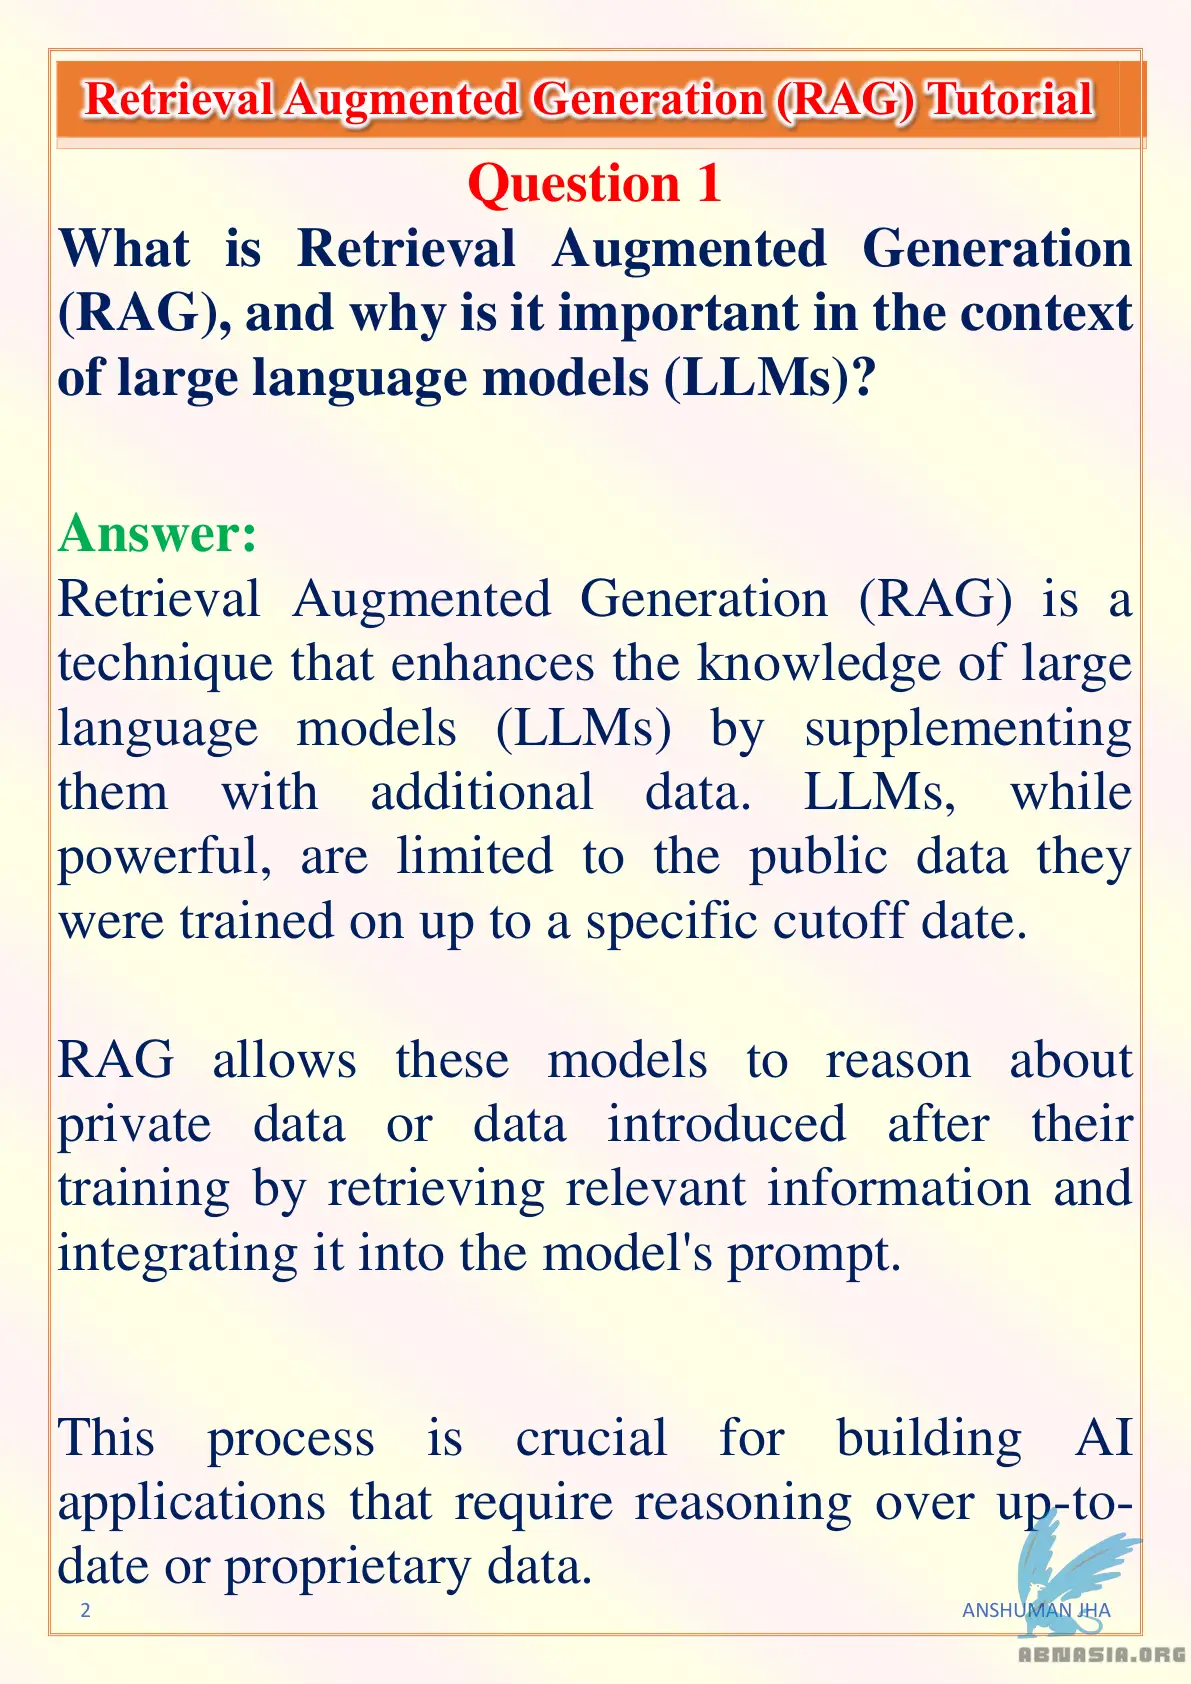 Retrieval Augmented Generation (RAG) Tutorial
Question 1
What is Retrieval Augmented Generation
(RAG), and why is it important in the context
of large language models (LLMs)?
Answer:
Retrieval Augmented Generation (RAG) is a
technique that enhances the knowledge of large
language models (LLMs) by supplementing
them with additional data. LLMs, while
powerful, are limited to the public data they
were trained on up to a specific cutoff date.
RAG allows these models to reason about
private data or data introduced after their
training by retrieving relevant information and
integrating it into the model's prompt.
This process is crucial for building AI
applications that require reasoning over up-to-
date or proprietary data.
2 ANSHUMAN JHA
ABNASIA.ORG